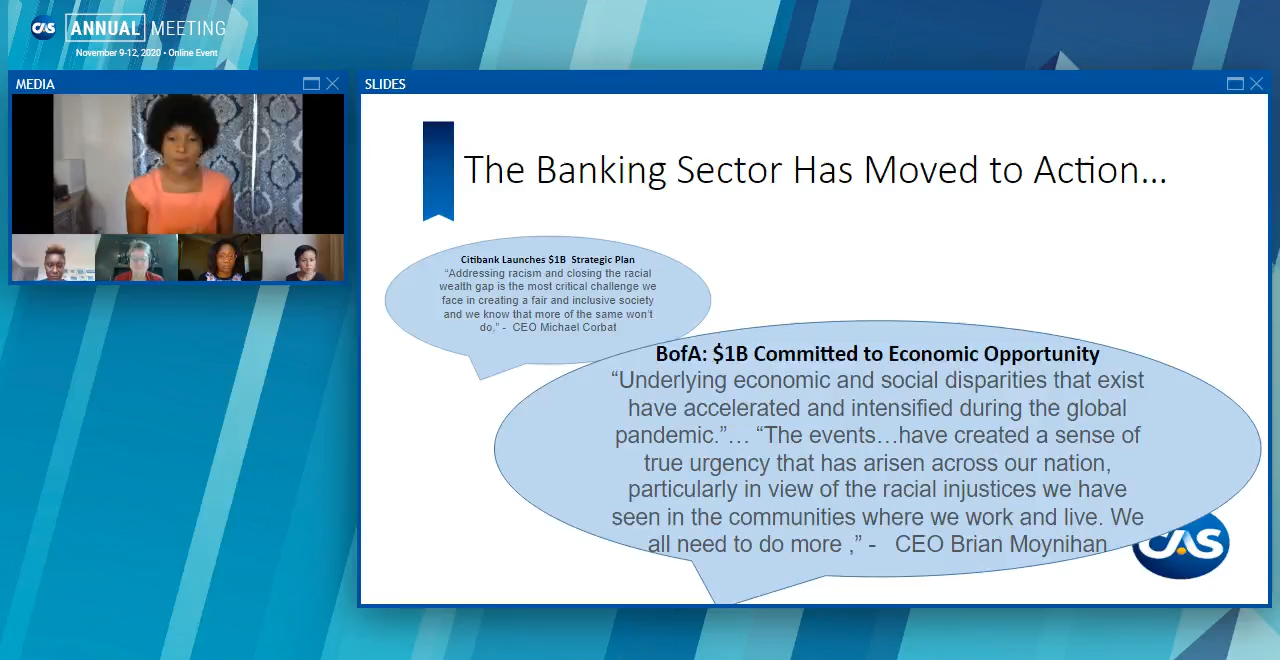 CAS ANNUAL MEETING
November 9-12, 2020 • Online Event
MEDIA
SLIDES
The Banking Sector Has Moved to Action...
Citibank Launches $1B  Strategic Plan
“Addressing racism and closing the racial
wealth gap is the most critical challenge we
face in creating a fair and inclusive society
and we know that more of the same won’t
do,” -  CEO Michael Corbat
BofA: $1B Committed to Economic Opportunity
“Underlying economic and social disparities that exist
have accelerated and intensified during the global
pandemic.”… “The events…have created a sense of
true urgency that has arisen across our nation,
particularly in view of the racial injustices we have
seen in the communities where we work and live. We
all need to do more ,” -   CEO Brian Moynihan
CAS